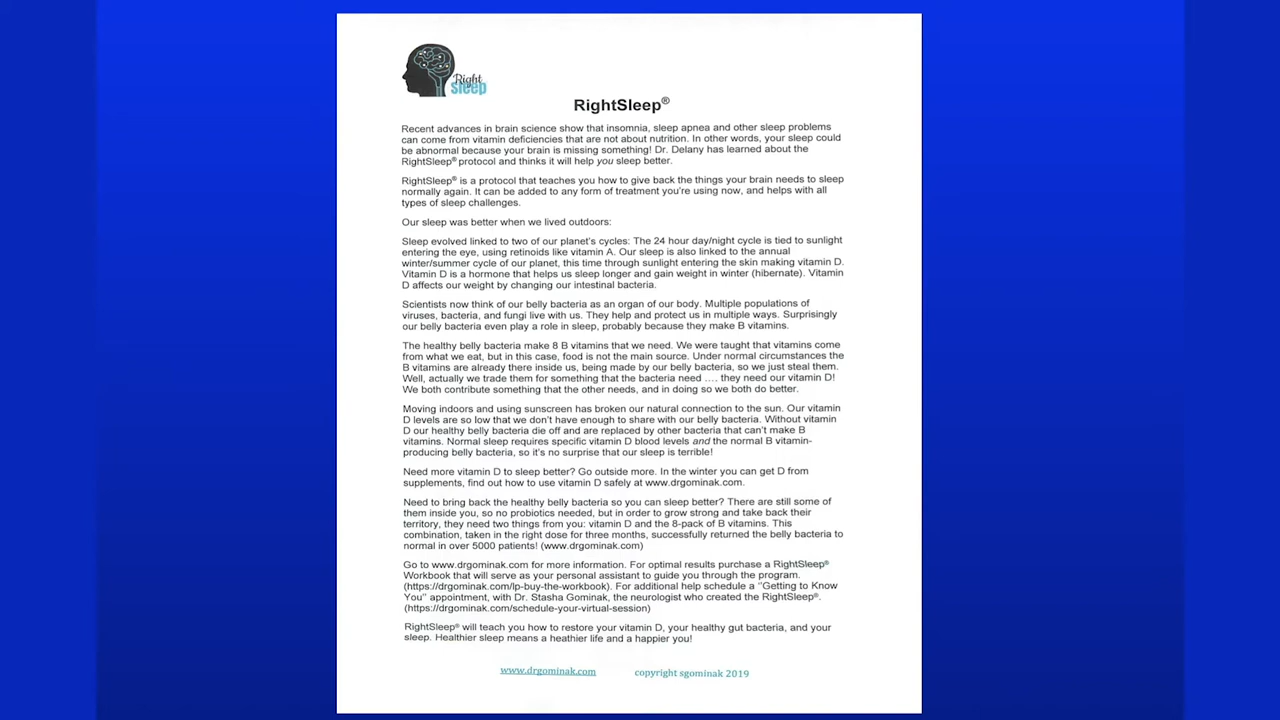 Right
sleep
RightSleep®
Recent advances in brain science show that insomnia, sleep apnea and other sleep problems
can come from vitamin deficiencies that are not about nutrition. In other words, your sleep could
be abnormal because your brain is missing something! Dr. Delany has learned about the
RightSleep® protocol and thinks it will help you sleep better.
RightSleep® is a protocol that teaches you how to give back the things your brain needs to sleep
normally again. It can be added to any form of treatment you're using now, and helps with all
types of sleep challenges.
Our sleep was better when we lived outdoors:
Sleep evolved linked to two of our planet's cycles: The 24 hour day/night cycle is tied to sunlight
entering the eye, using retinoids like vitamin A. Our sleep is also linked to the annual
winter/summer cycle of our planet, this time through sunlight entering the skin making vitamin D.
Vitamin D is a hormone that helps us sleep longer and gain weight in winter (hibernate). Vitamin
D affects our weight by changing our intestinal bacteria.
Scientists now think of our belly bacteria as an organ of our body. Multiple populations of
viruses, bacteria, and fungi live with us. They help and protect us in multiple ways. Surprisingly
our belly bacteria even play a role in sleep, probably because they make B vitamins.
The healthy belly bacteria make 8 B vitamins that we need. We were taught that vitamins come
from what we eat, but in this case, food is not the main source. Under normal circumstances the
B vitamins are already there inside us, being made by our belly bacteria, so we just steal them.
Well, actually we trade them for something that the bacteria need …. they need our vitamin D!
We both contribute something that the other needs, and in doing so we both do better.
Moving indoors and using sunscreen has broken our natural connection to the sun. Our vitamin
D levels are so low that we don't have enough to share with our belly bacteria. Without vitamin
D our healthy belly bacteria die off and are replaced by other bacteria that can't make B
vitamins. Normal sleep requires specific vitamin D blood levels and the normal B vitamin-
producing belly bacteria, so it's no surprise that our sleep is terrible!
Need more vitamin D to sleep better? Go outside more. In the winter you can get D from
supplements, find out how to use vitamin D safely at www.drgominak.com.
Need to bring back the healthy belly bacteria so you can sleep better? There are still some of
them inside you, so no probiotics needed, but in order to grow strong and take back their
territory, they need two things from you: vitamin D and the 8-pack of B vitamins. This
combination, taken in the right dose for three months, successfully returned the belly bacteria to
normal in over 5000 patients! (www.drgominak.com)
Go to www.drgominak.com for more information. For optimal results purchase a RightSleep®
Workbook that will serve as your personal assistant to guide you through the program.
(https://drgominak.com/lp-buy-the-workbook). For additional help schedule a "Getting to Know
You" appointment, with Dr. Stasha Gominak, the neurologist who created the RightSleep®.
(https://drgominak.com/schedule-your-virtual-session)
RightSleep® will teach you how to restore your vitamin D, your healthy gut bacteria, and your
sleep. Healthier sleep means a heathier life and a happier you!
www.drgominak.com copyright sgominak 2019